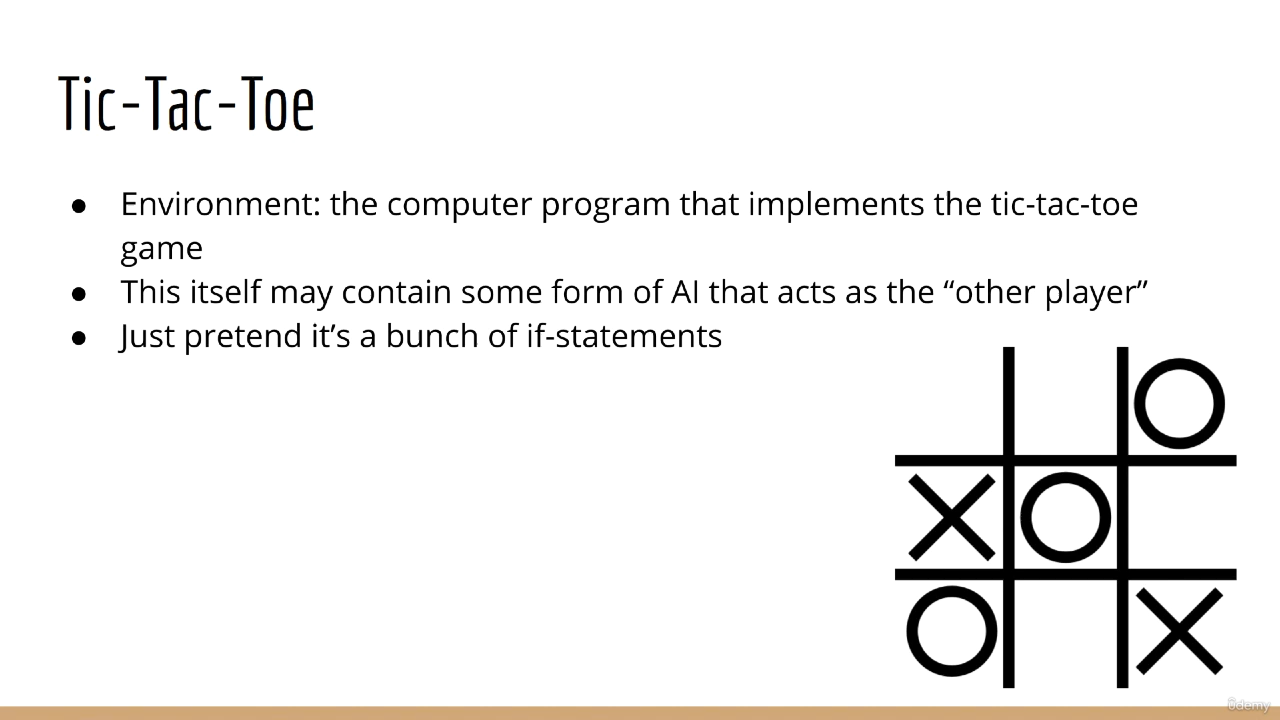 Tic-Tac-Toe
● Environment: the computer program that implements the tic-tac-toe
game
● This itself may contain some form of AI that acts as the “other player”
● Just pretend it’s a bunch of if-statements
udemy